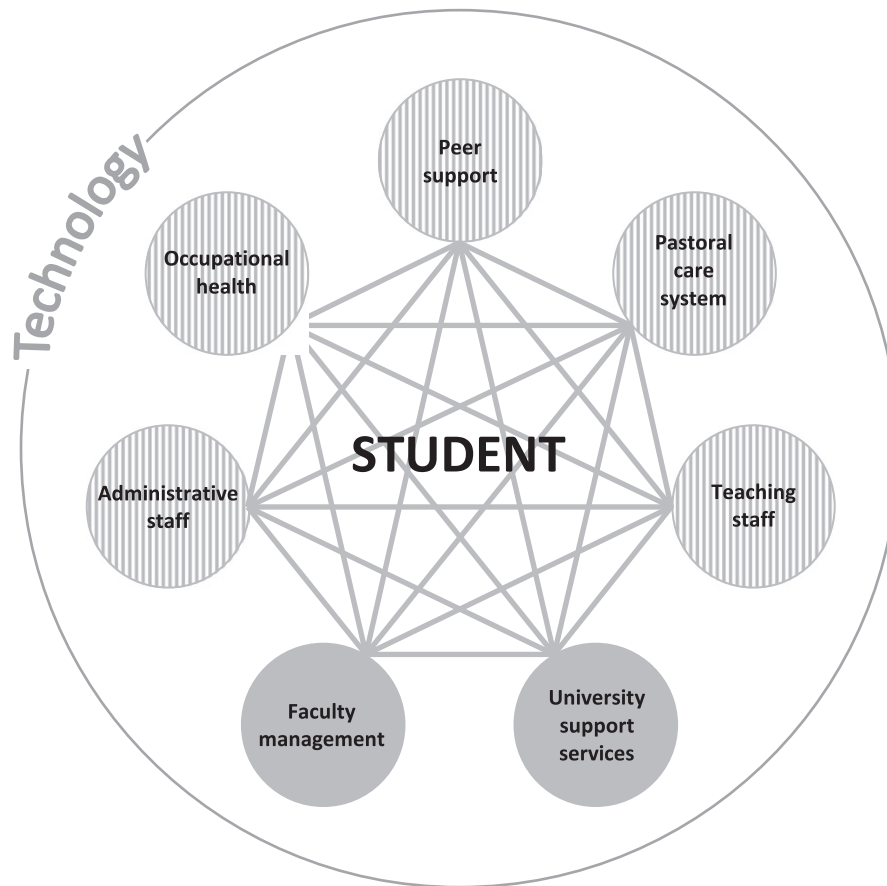 Technology
Peer
support
Occupational
health
Pastoral
care
system
STUDENT
Administrative
staff
Teaching
staff
Faculty
management
University
support
services